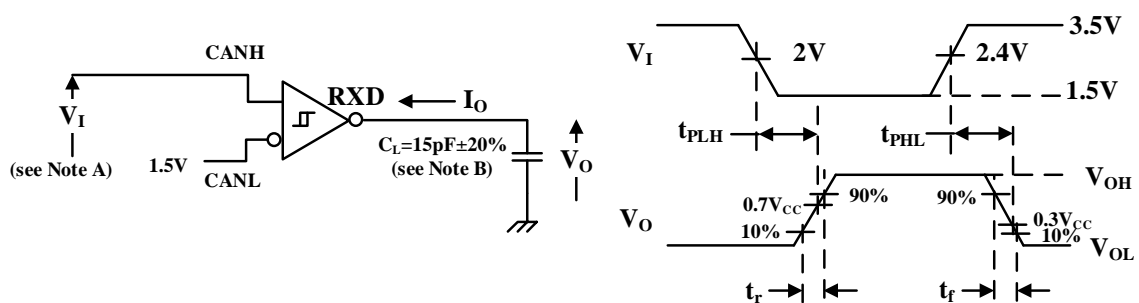 CANH
RXD
I_O
V_I
(see Note A)
1.5V
CANL
C_L=15pF±20%
(see Note B)
V_O
V_I
2V
2.4V
3.5V
1.5V
t_PLH
t_PHL
V_O
0.7V_CC
10%
90%
90%
0.3V_CC
10%
V_OH
V_OL
t_r
t_f